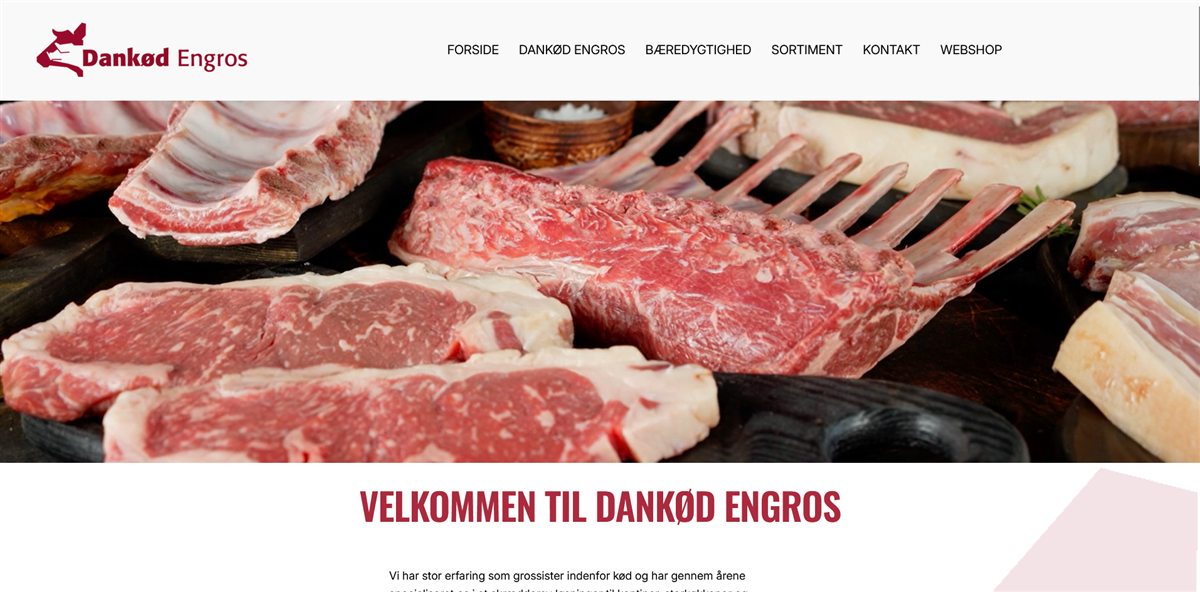 Dankød Engros
FORSIDE DANKØD ENGROS BÆREDYGTIGHED SORTIMENT KONTAKT WEBSHOP
VELKOMMEN TIL DANKØD ENGROS
Vi har stor erfaring som grossister indenfor kød og har gennem årene